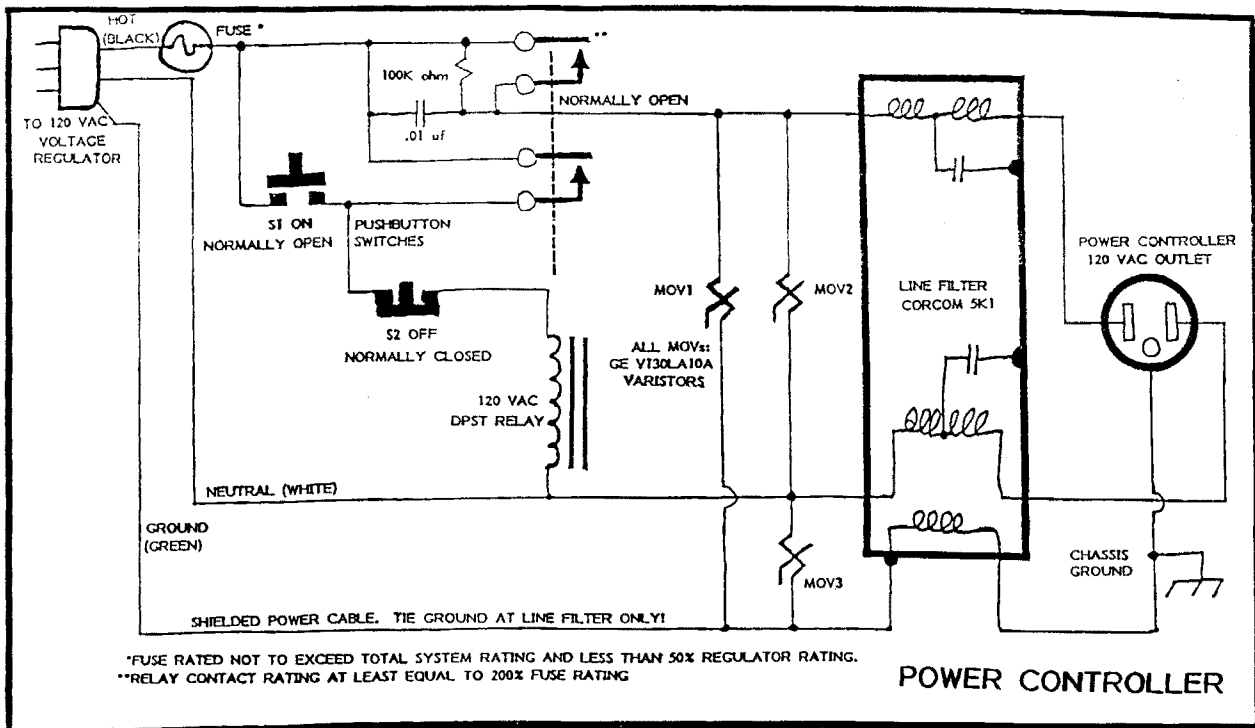 HOT
(BLACK)
FUSE *
**
100K ohm
NORMALLY OPEN
.01 uf
TO 120 VAC
VOLTAGE
REGULATOR
S1 ON
NORMALLY OPEN
PUSHBUTTON
SWITCHES
POWER CONTROLLER
120 VAC OUTLET
MOV1
MOV2
LINE FILTER
CORCOM 5K1
S2 OFF
NORMALLY CLOSED
ALL MOVs:
GE V130LA10A
VARISTORS
120 VAC
DPST RELAY
NEUTRAL (WHITE)
GROUND
(GREEN)
CHASSIS
GROUND
MOV3
SHIELDED POWER CABLE. TIE GROUND AT LINE FILTER ONLY!
*FUSE RATED NOT TO EXCEED TOTAL SYSTEM RATING AND LESS THAN 50% REGULATOR RATING.
**RELAY CONTACT RATING AT LEAST EQUAL TO 200% FUSE RATING
POWER CONTROLLER